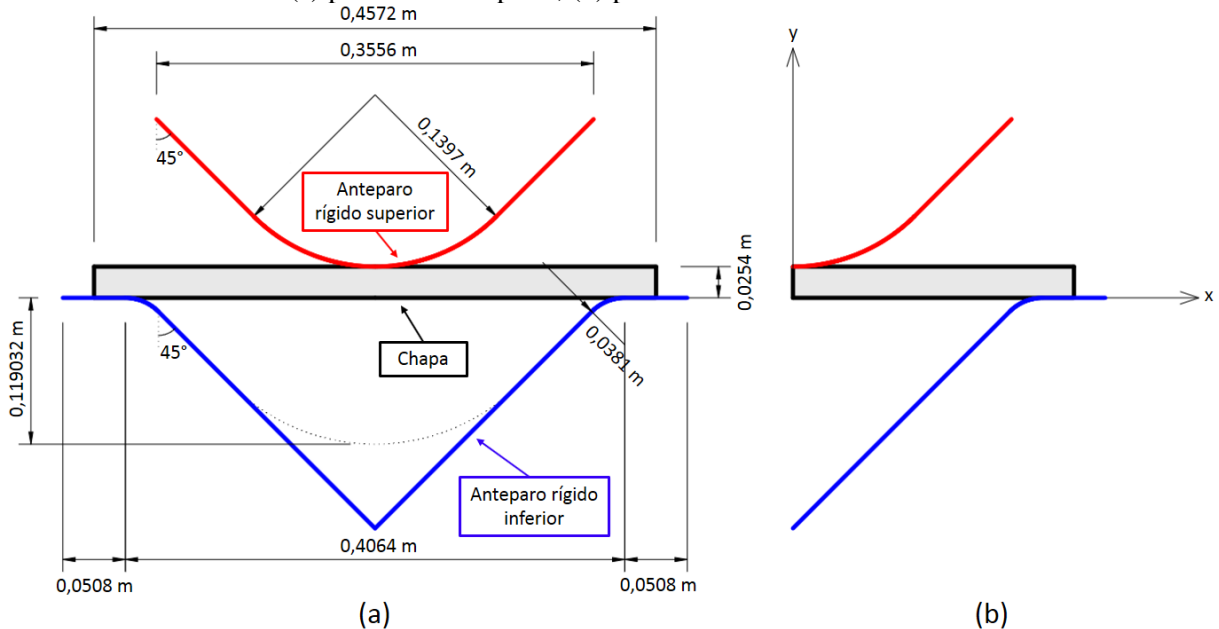 0,4572 m
0,3556 m
45°
0,1397 m
Anteparo
rígido superior
0,0254 m
45°
Chapa
0,0381 m
0,119032 m
Anteparo rígido
inferior
0,4064 m
0,0508 m
0,0508 m
(a)
y
x
(b)